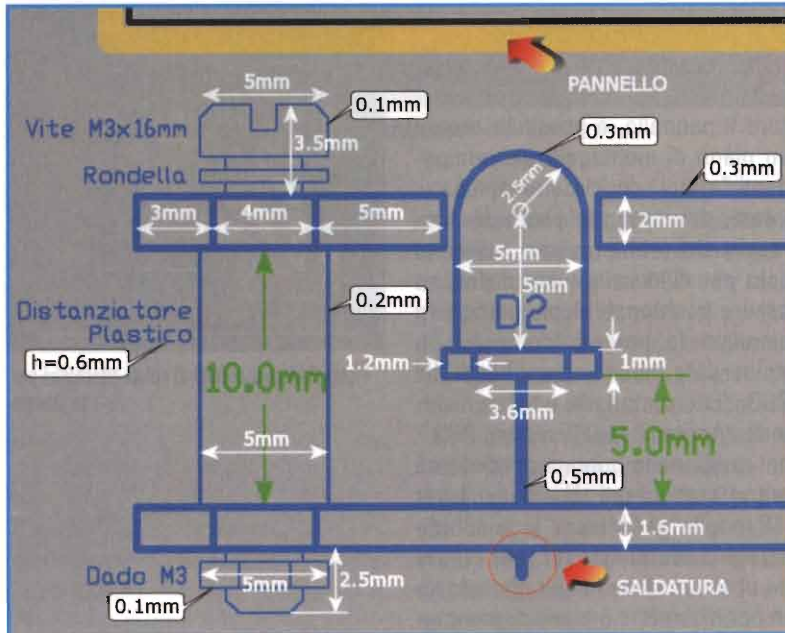 PANNELLO
5mm
0.1mm
Vite M3x16mm
3.5mm
0.3mm
Rondella
2.5mm
0.3mm
3mm
4mm
5mm
2mm
5mm
5mm
Distanziatore
Plastico
0.2mm
D2
h=0.6mm
10.0mm
1.2mm
1mm
3.6mm
5.0mm
5mm
0.5mm
1.6mm
Dado M3
5mm
2.5mm
0.1mm
SALDATURA